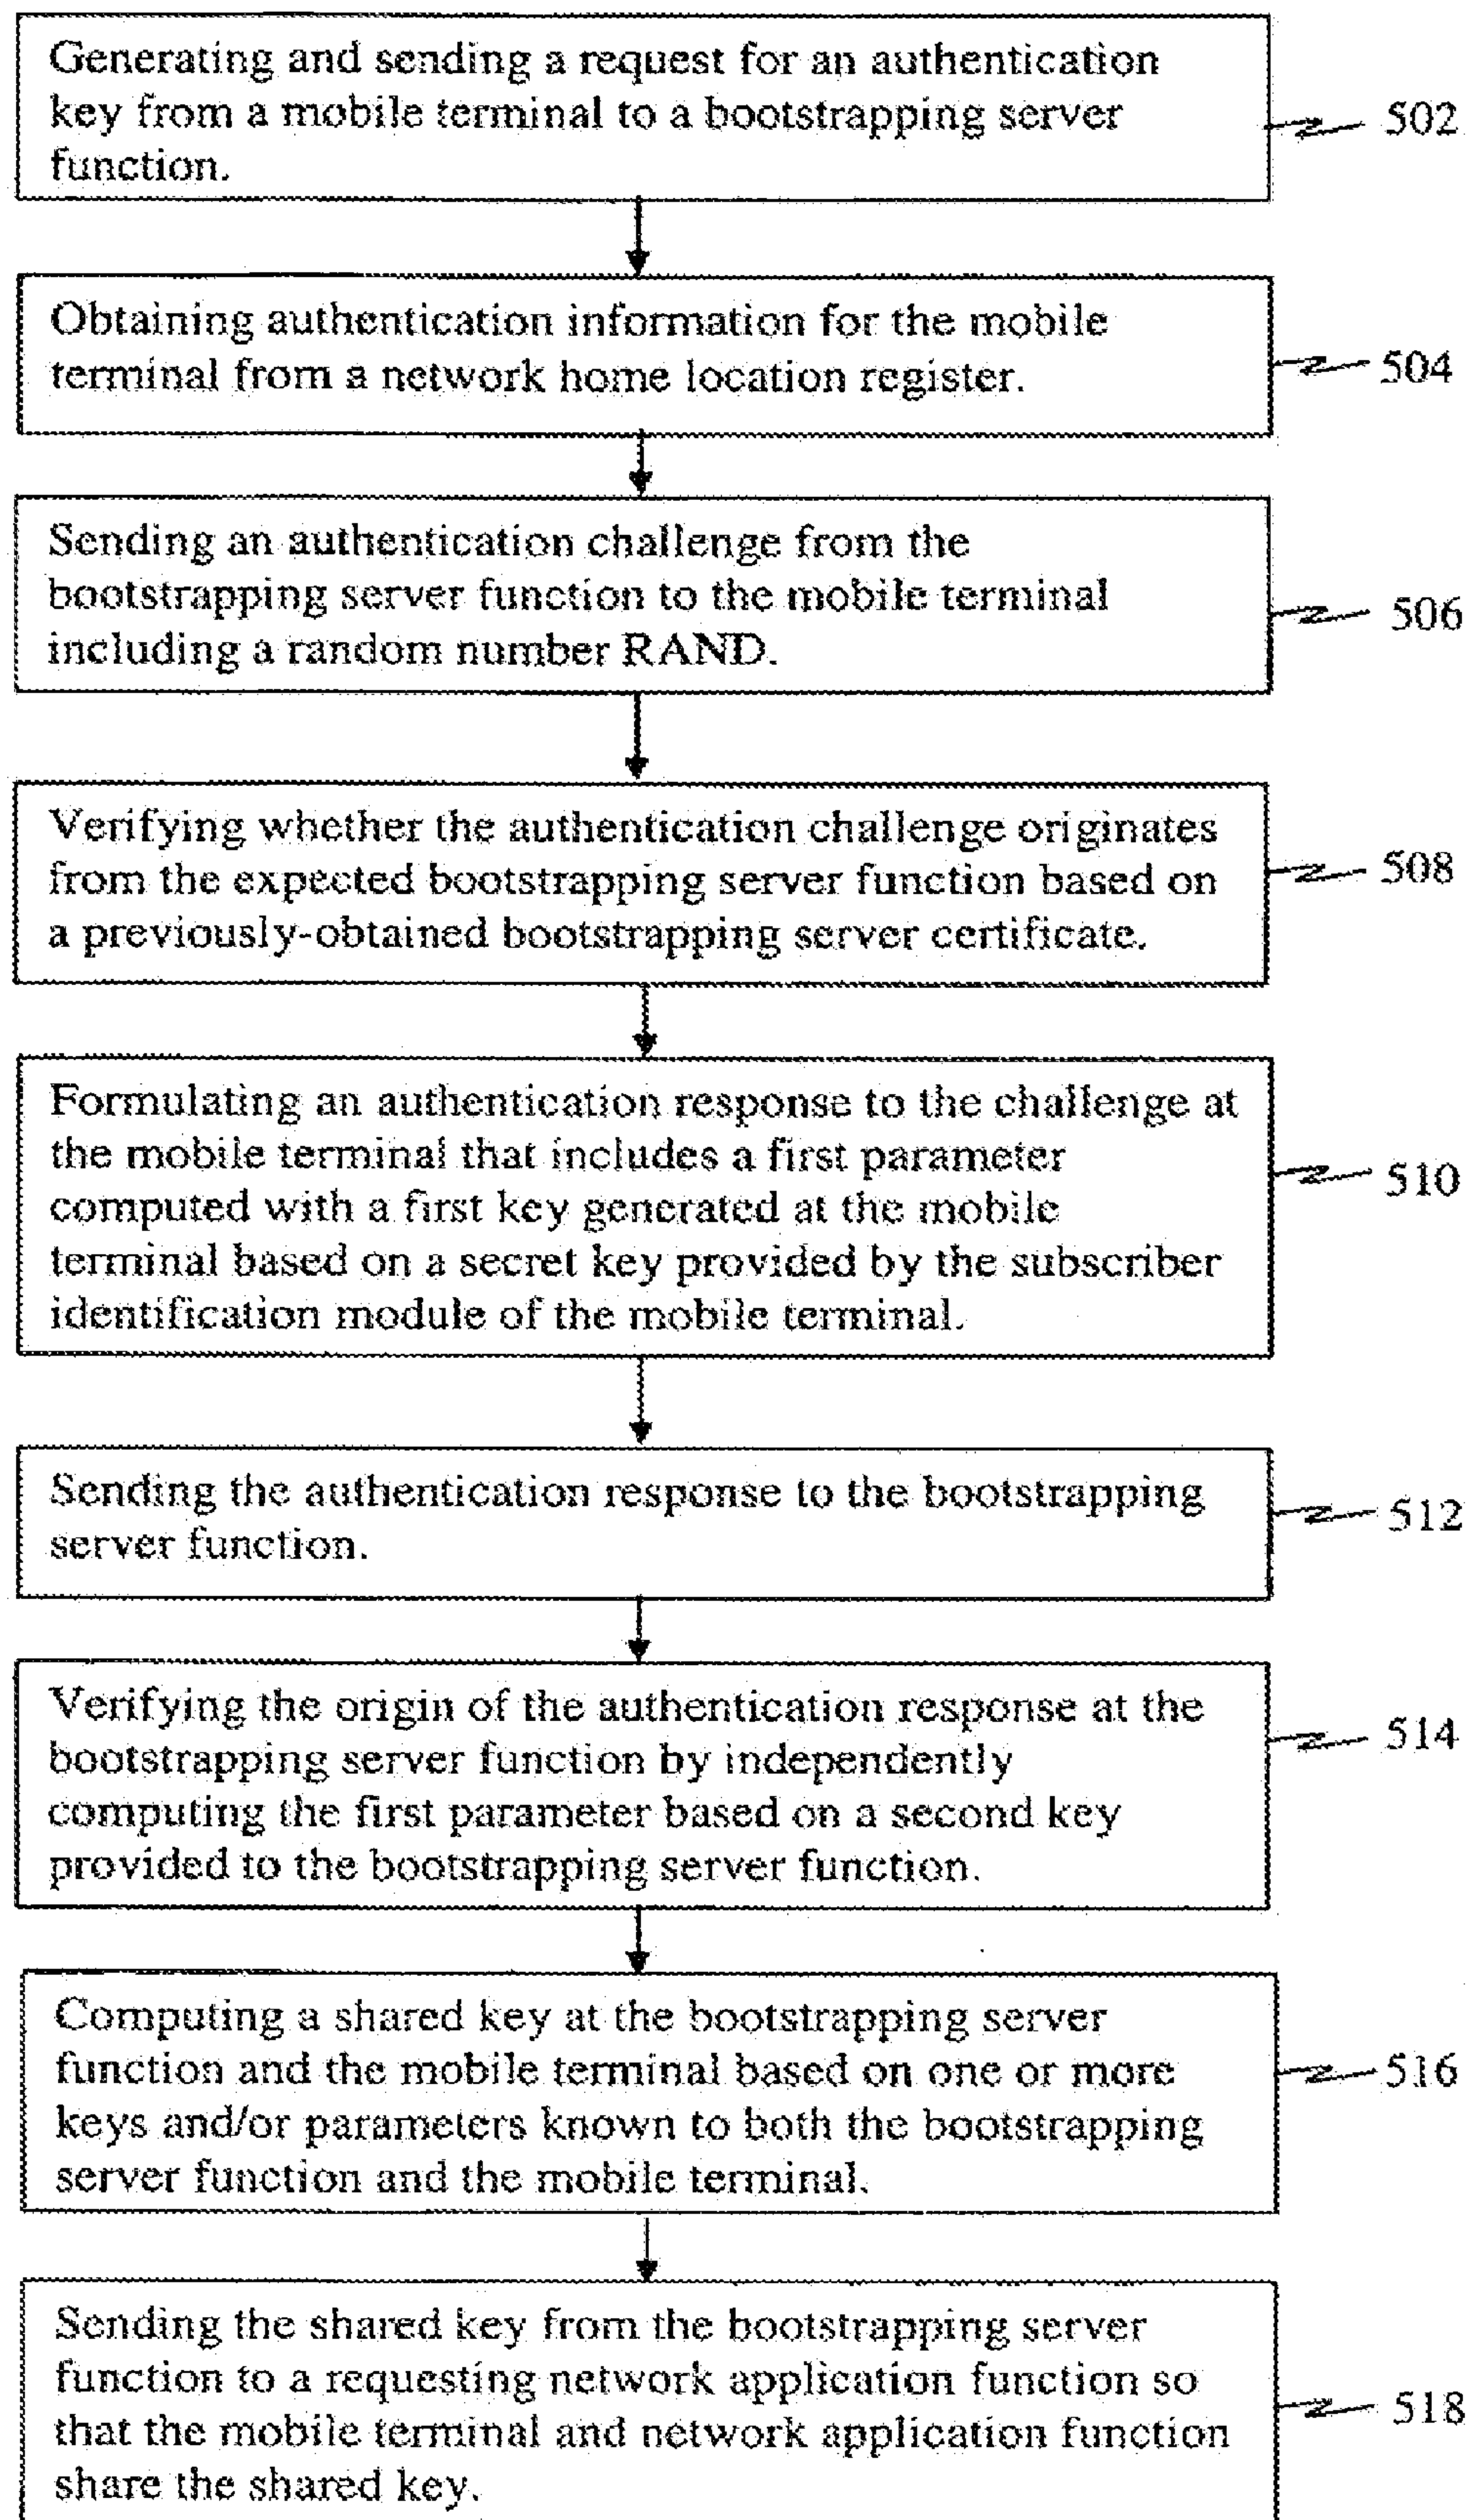 Generating and sending a request for an authentication
key from a mobile terminal to a bootstrapping server
function.
502
Obtaining authentication information for the mobile
terminal from a network home location register.
504
Sending an authentication challenge from the
bootstrapping server function to the mobile terminal
including a random number RAND.
506
Verifying whether the authentication challenge originates
from the expected bootstrapping server function based on
a previously-obtained bootstrapping server certificate.
508
Formulating an authentication response to the challenge at
the mobile terminal that includes a first parameter
computed with a first key generated at the mobile
terminal based on a secret key provided by the subscriber
identification module of the mobile terminal.
510
Sending the authentication response to the bootstrapping
server function.
512
Verifying the origin of the authentication response at the
bootstrapping server function by independently
computing the first parameter based on a second key
provided to the bootstrapping server function.
514
Computing a shared key at the bootstrapping server
function and the mobile terminal based on one or more
keys and/or parameters known to both the bootstrapping
server function and the mobile terminal.
516
Sending the shared key from the bootstrapping server
function to a requesting network application function so
that the mobile terminal and network application function
share the shared key.
518